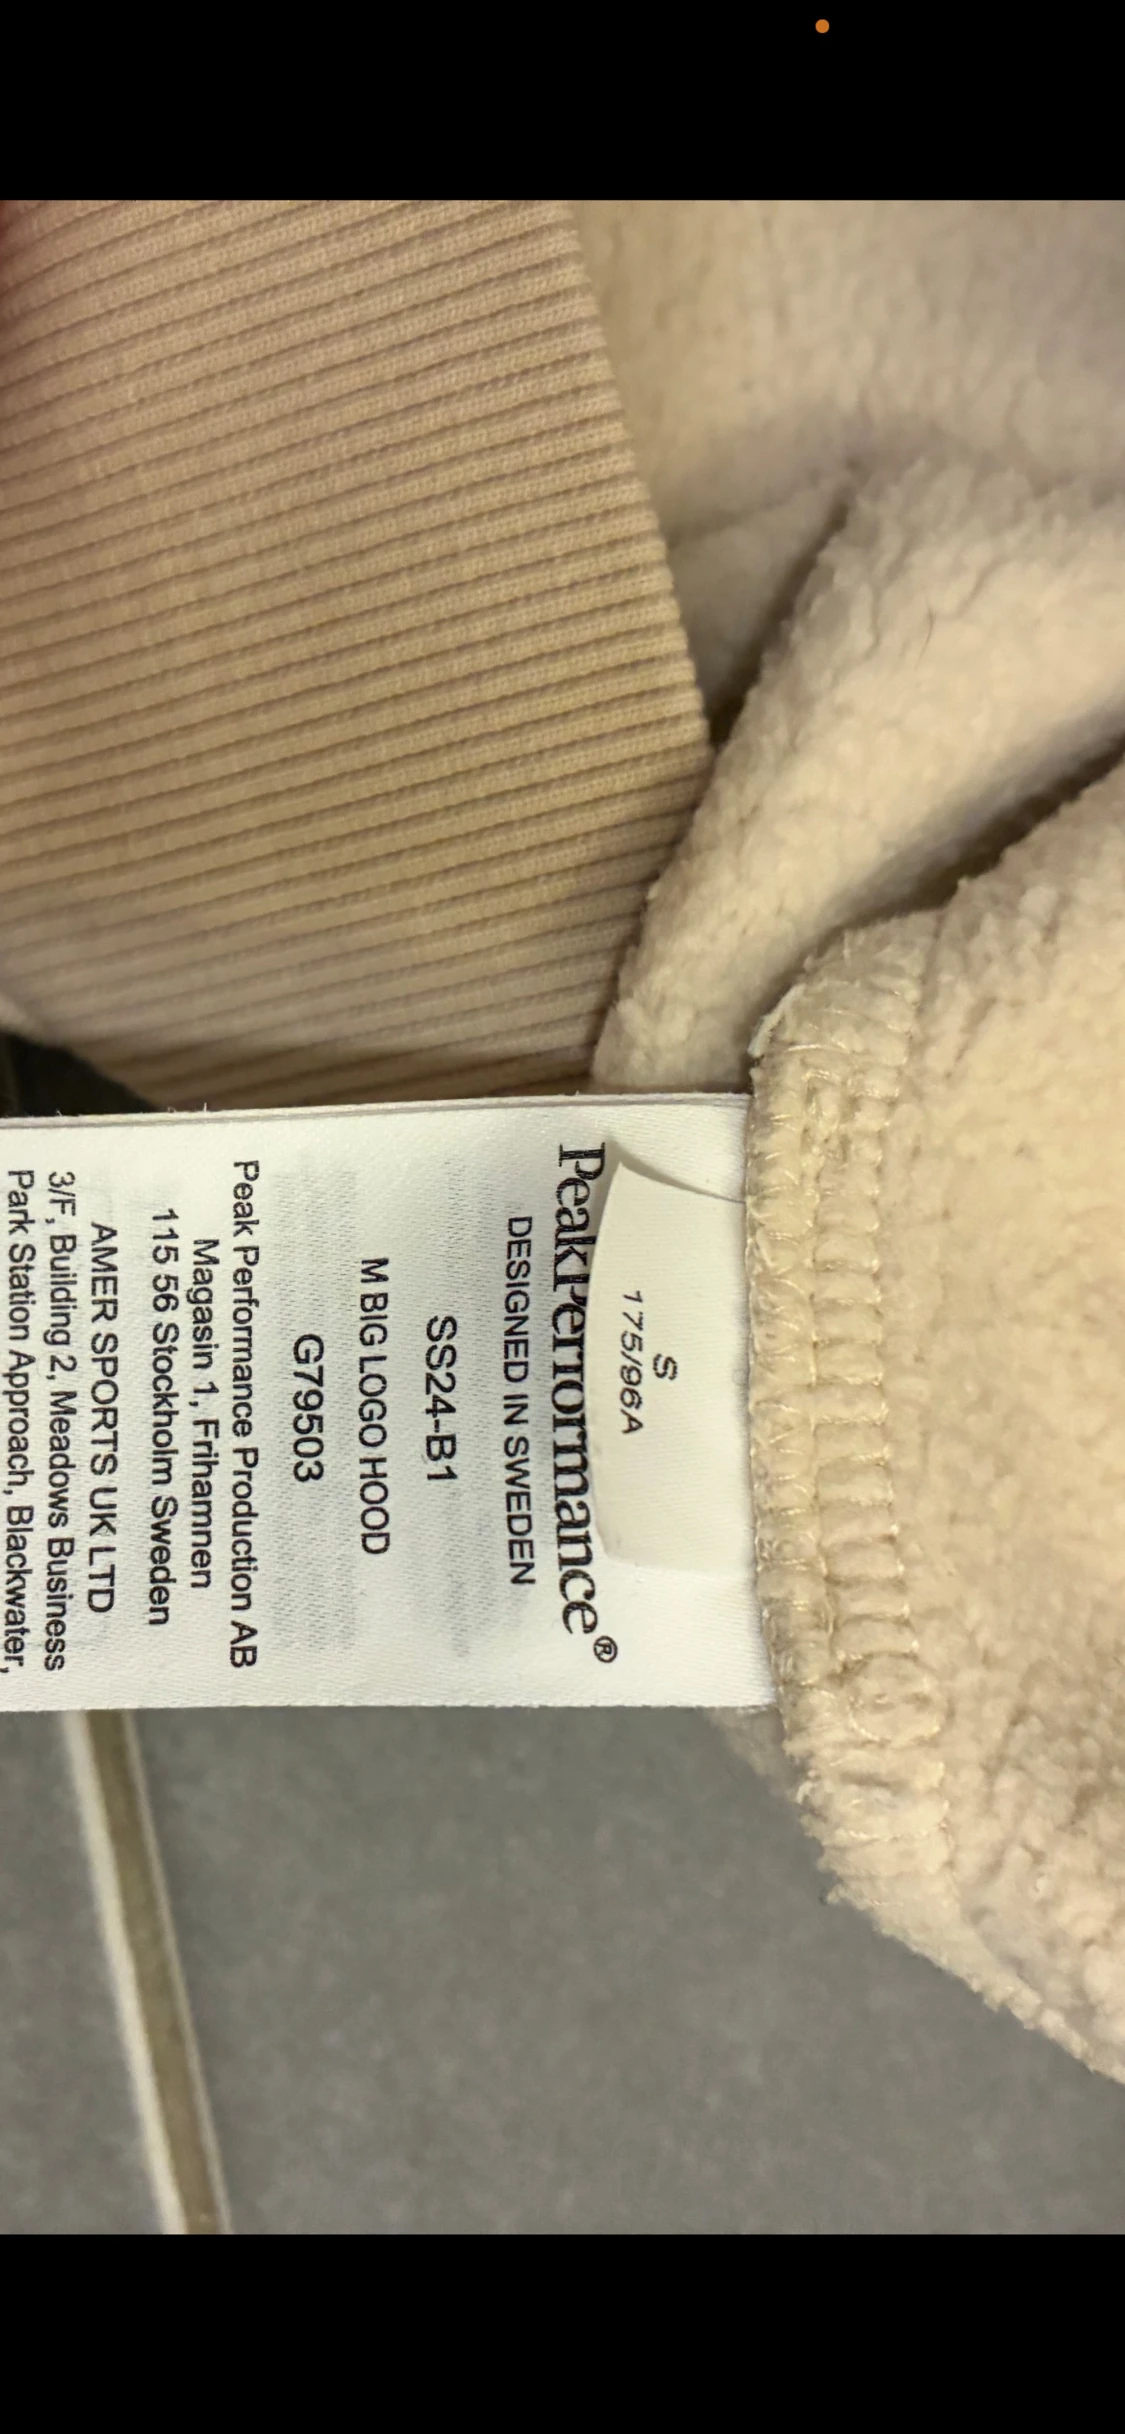 S
175/96A
PeakPerformance®
DESIGNED IN SWEDEN
SS24-B1
M BIG LOGO HOOD
G79503
Peak Performance Production AB
Magasin 1, Frihamnen
115 56 Stockholm Sweden
AMER SPORTS UK LTD
3/F, Building 2, Meadows Business
Park Station Approach, Blackwater,